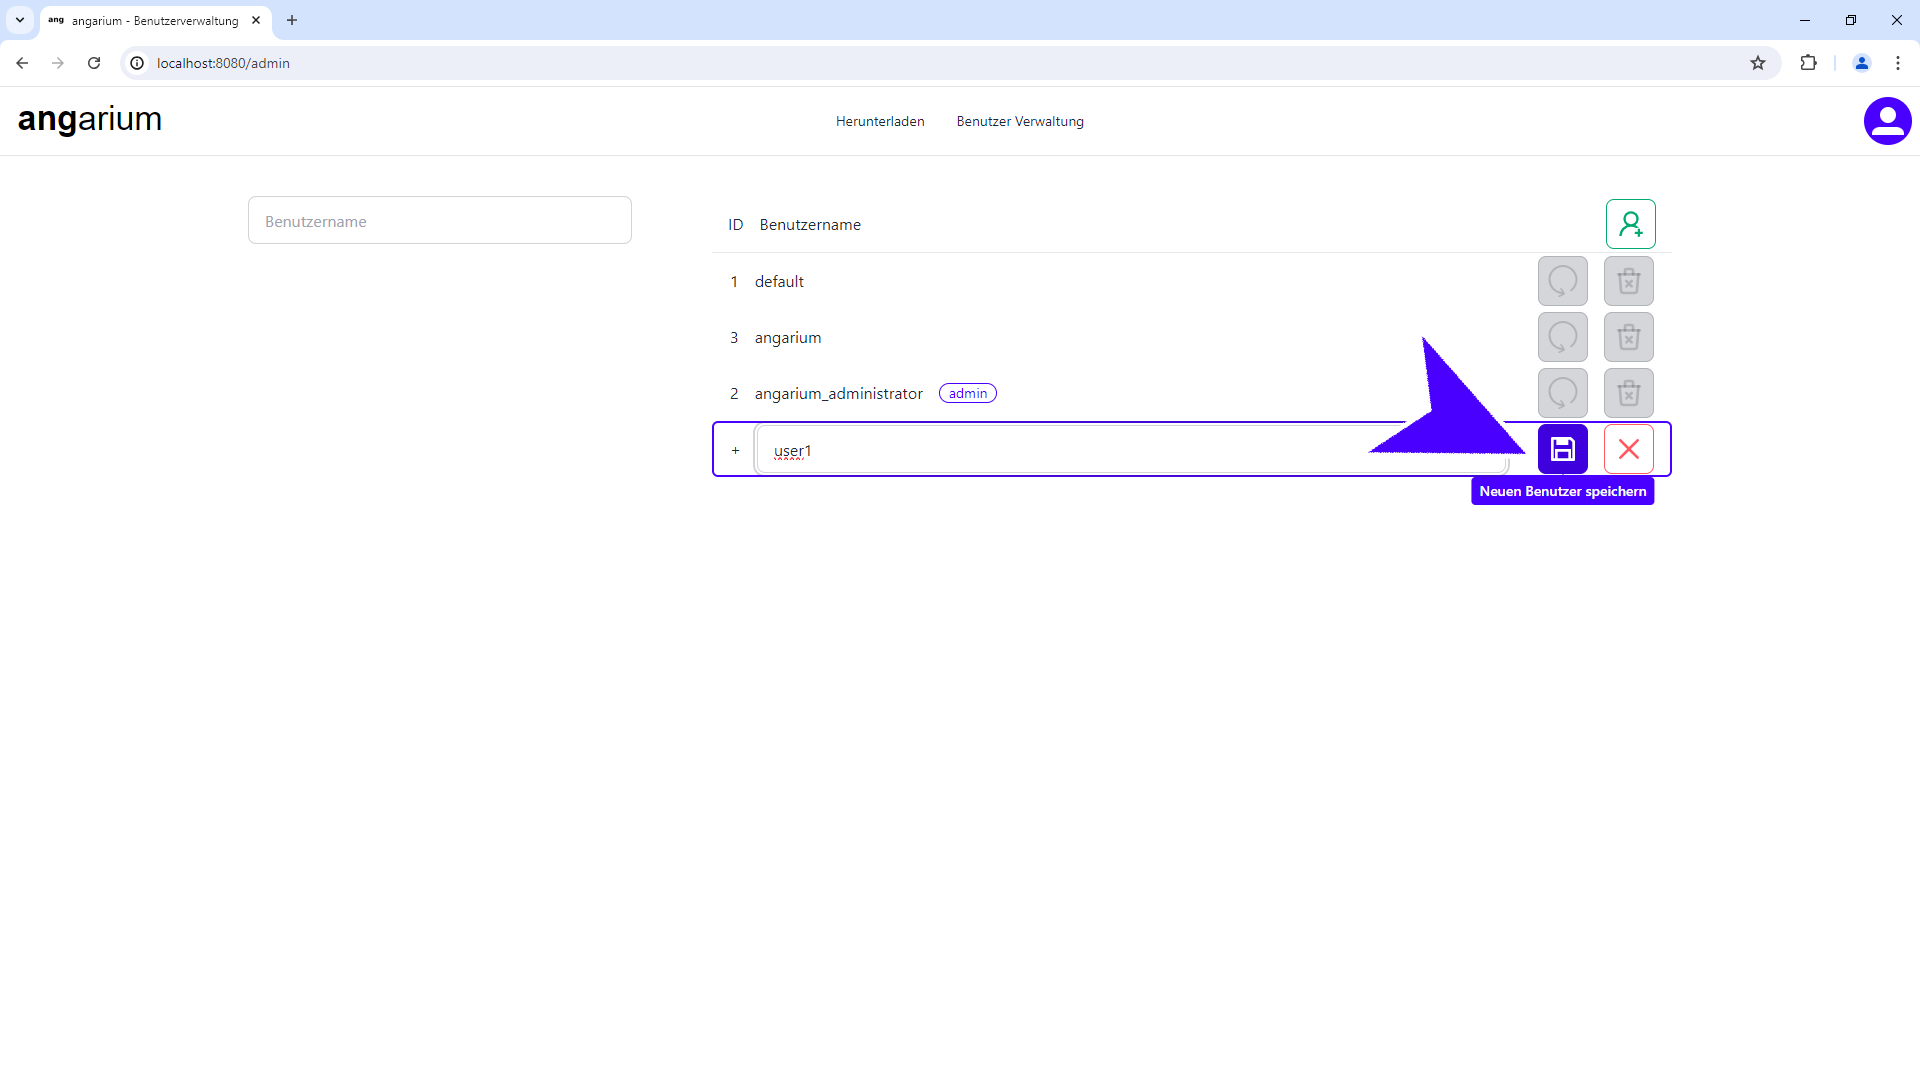 ang angarium - Benutzerverwaltung
localhost:8080/admin
angarium
Herunterladen Benutzer Verwaltung
Benutzername
ID Benutzername
1 default
3 angarium
2 angarium_administrator admin
+ user1
Neuen Benutzer speichern